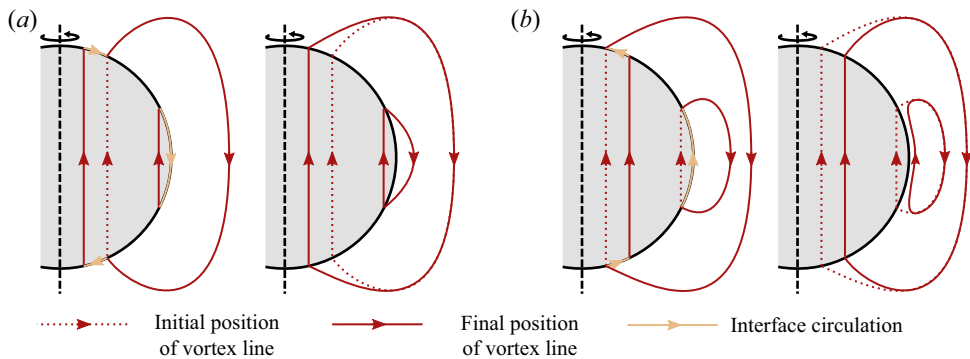 (a)
(b)
Initial position
of vortex line
Final position
of vortex line
Interface circulation